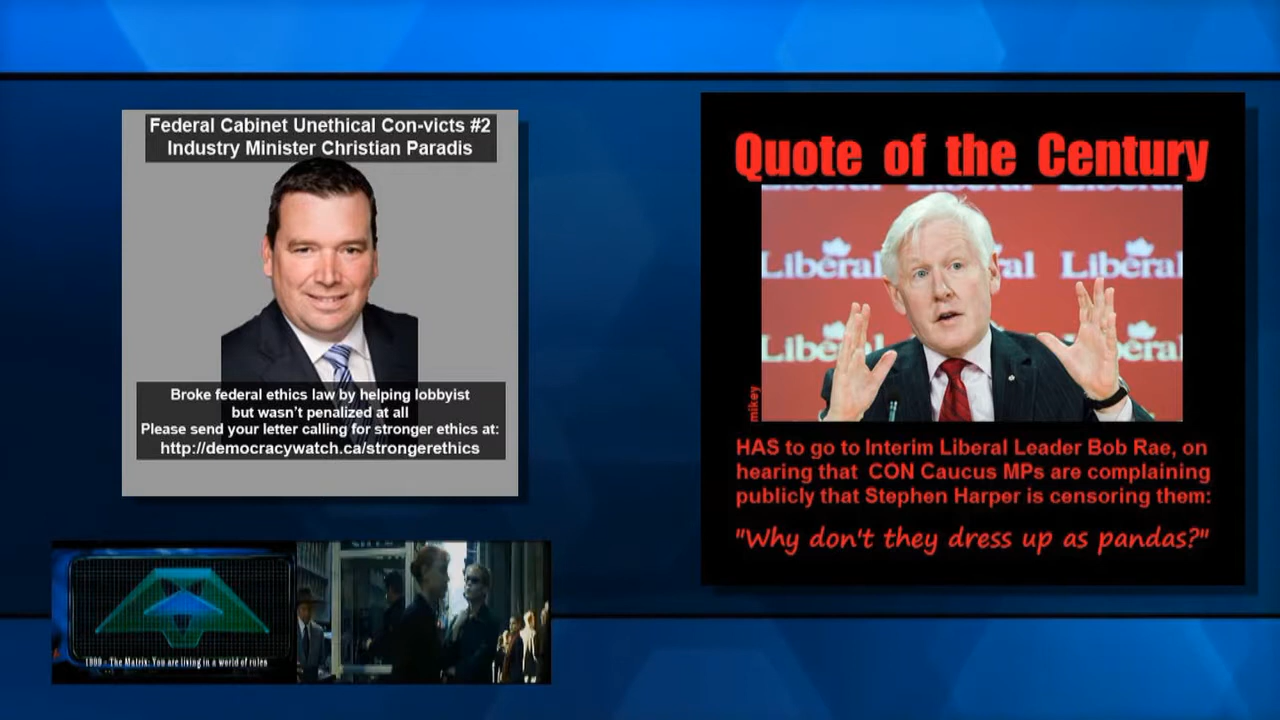 Federal Cabinet Unethical Con-victs #2
Industry Minister Christian Paradis
Broke federal ethics law by helping lobbyist
but wasn't penalized at all
Please send your letter calling for stronger ethics at:
http://democracywatch.ca/strongerethics
1999 - The Matrix: You are living in a world of rules
Quote of the Century
Liberal
Liberal
Liberal
Liberal
mikey
HAS to go to Interim Liberal Leader Bob Rae, on
hearing that CON Caucus MPs are complaining
publicly that Stephen Harper is censoring them:
"Why don't they dress up as pandas?"